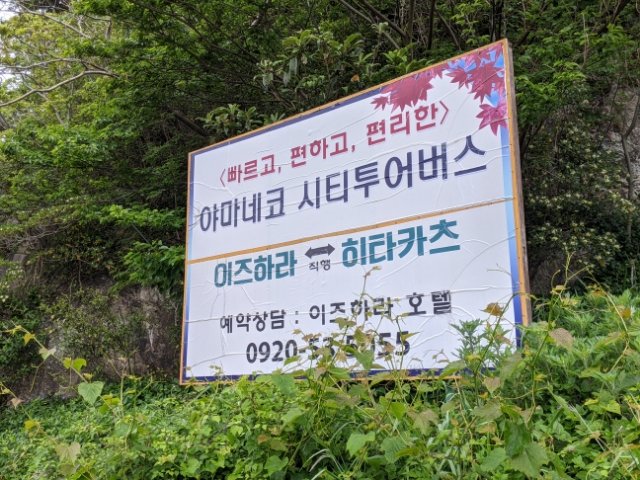 <빠르고, 편하고, 편리한>
야마네코 시티투어버스
이즈하라 ↔ 히타카츠
직행
예약상담 : 이즈하라 호텔